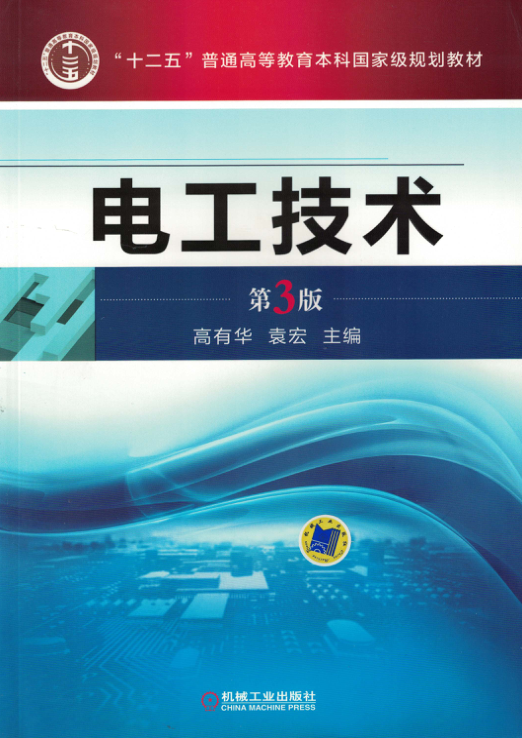 “十二五”普通高等教育本科国家级规划教材
电工技术
第3版
高有华 袁宏 主编
机械工业出版社
CHINA MACHINE PRESS